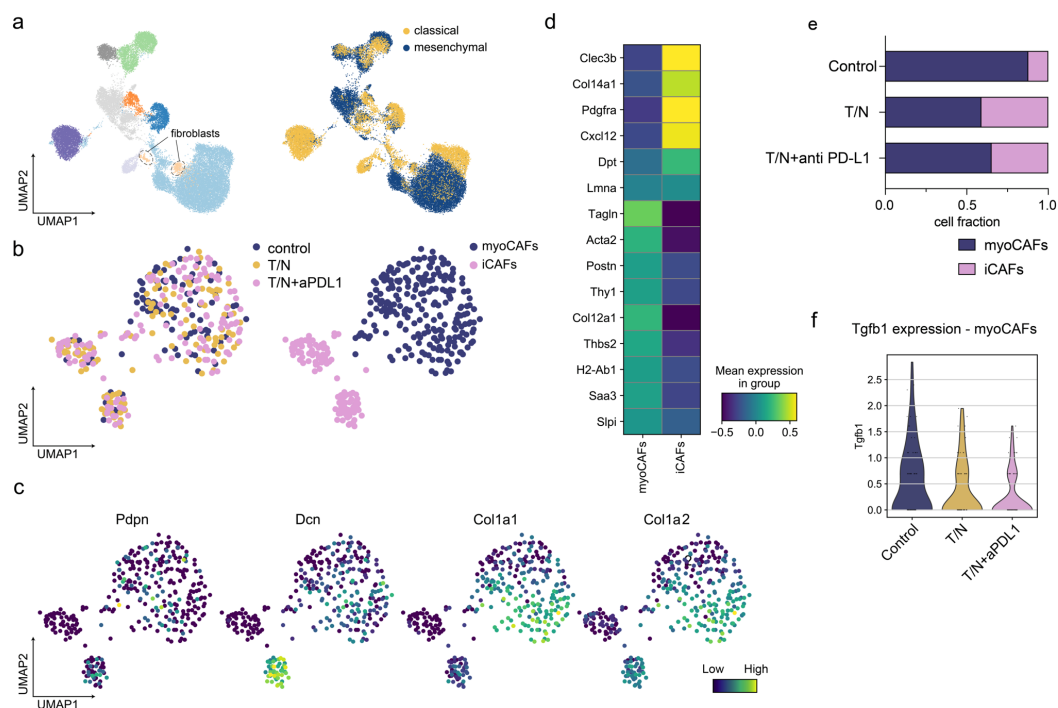 a
classical
mesenchymal
fibroblasts
UMAP2
UMAP1
b
control
T/N
T/N+aPDL1
myoCAFs
iCAFs
UMAP2
UMAP1
c
Pdpn
Dcn
Col1a1
Col1a2
UMAP2
UMAP1
Low
High
d
Clec3b
Col14a1
Pdgfra
Cxcl12
Dpt
Lmna
Tagln
Acta2
Postn
Thy1
Col12a1
Thbs2
H2-Ab1
Saa3
Slpi
myoCAFs
iCAFs
Mean expression
in group
−0.5
0.0
0.5
e
Control
T/N
T/N+anti PD-L1
0
0.5
1.0
cell fraction
myoCAFs
iCAFs
f
Tgfb1 expression - myoCAFs
Tgfb1
2.5
2.0
1.5
1.0
0.5
0.0
Control
T/N
T/N+aPDL1